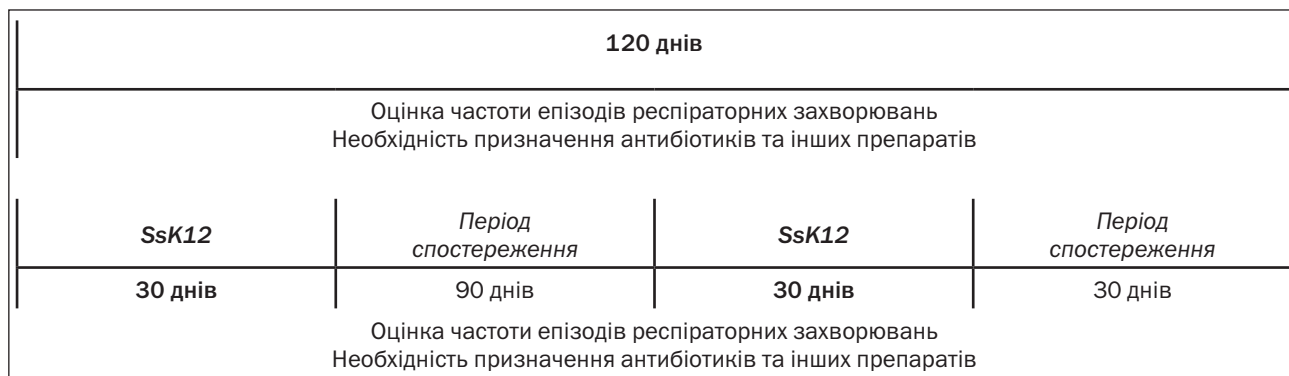 120 днів
Оцінка частоти епізодів респіраторних захворювань
Необхідність призначення антибіотиків та інших препаратів
SsK12
Період
спостереження
SsK12
Період
спостереження
30 днів
90 днів
30 днів
30 днів
Оцінка частоти епізодів респіраторних захворювань
Необхідність призначення антибіотиків та інших препаратів